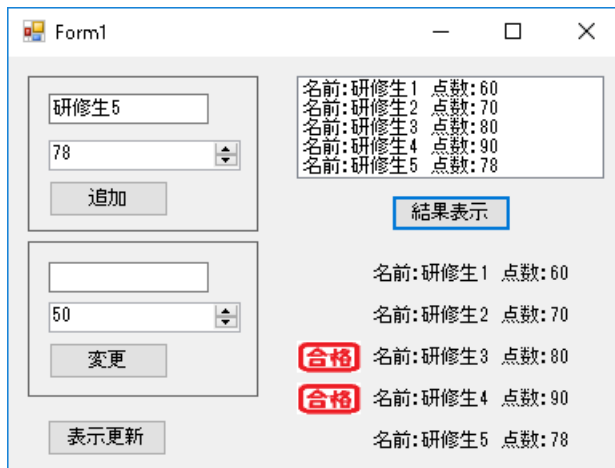 Form1
研修生5
78
追加
50
変更
表示更新
名前:研修生1 点数:60
名前:研修生2 点数:70
名前:研修生3 点数:80
名前:研修生4 点数:90
名前:研修生5 点数:78
結果表示
名前:研修生1 点数:60
名前:研修生2 点数:70
合格 名前:研修生3 点数:80
合格 名前:研修生4 点数:90
名前:研修生5 点数:78